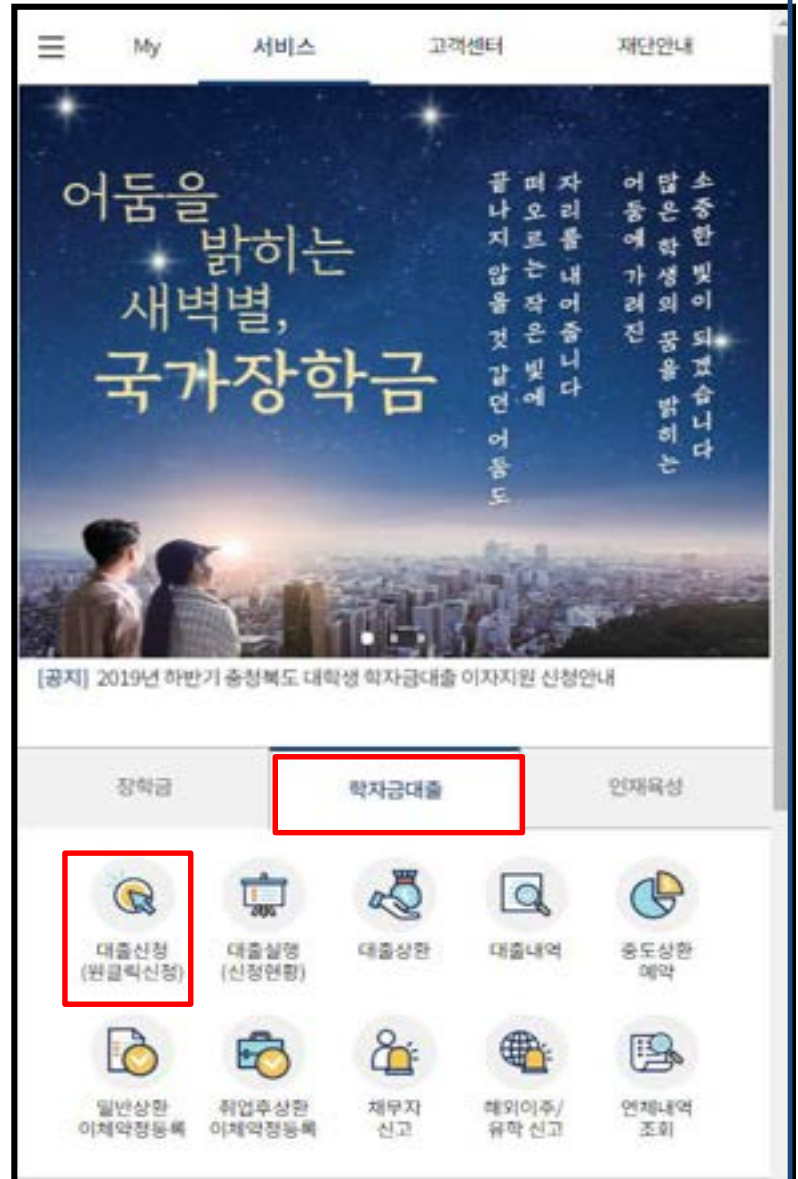 My 서비스 고객센터 재단안내
어둠을
밝히는
새벽별,
국가장학금
소중한 빛이 되겠습니다
많은 학생의 꿈을 밝히는
어둠에 가려진
자리를 내어줍니다
떠오르는 작은 빛에
끝나지 않을 것 같던 어둠도
[공지] 2019년 하반기 충청북도 대학생 학자금대출 이자지원 신청안내
장학금 학자금대출 인재육성
대출신청 대출실행 대출상환 대출내역 중도상환
(원클릭신청) (신청현황) 예약
일반상환 취업후상환 채무자 해외이주/ 연체내역
이체약정등록 이체약정등록 신고 유학 신고 조회